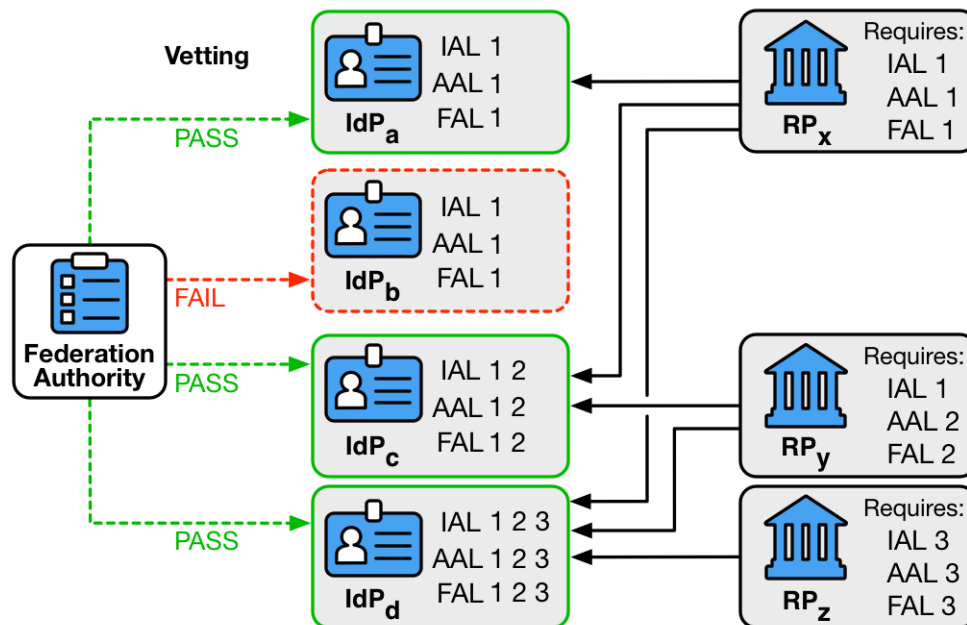 Vetting
PASS
FAIL
PASS
PASS
Federation
Authority
IAL 1
AAL 1
FAL 1
IdPa
IAL 1
AAL 1
FAL 1
IdPb
IAL 1 2
AAL 1 2
FAL 1 2
IdPc
IAL 1 2 3
AAL 1 2 3
FAL 1 2 3
IdPd
Requires:
IAL 1
AAL 1
FAL 1
RPx
Requires:
IAL 1
AAL 2
FAL 2
RPy
Requires:
IAL 3
AAL 3
FAL 3
RPz